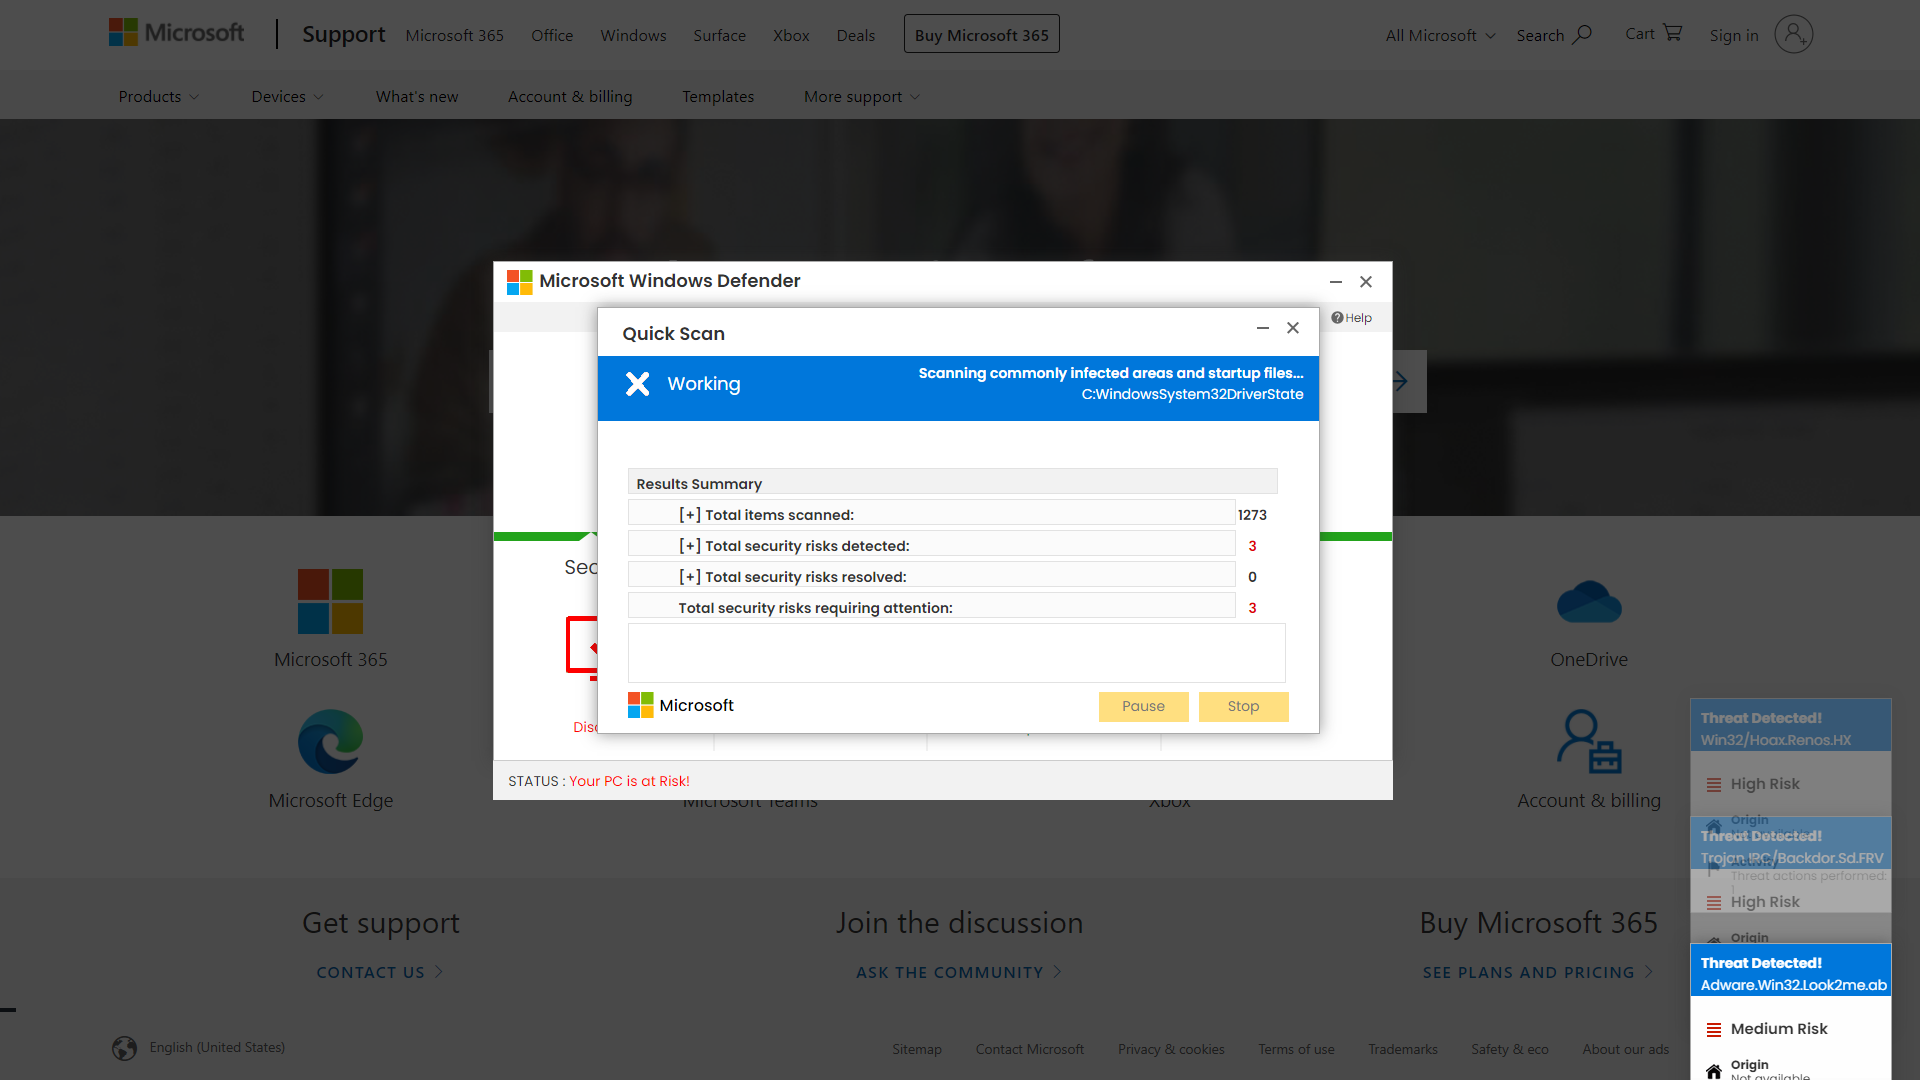 Microsoft
Support
Microsoft 365
Office
Windows
Surface
Xbox
Deals
Buy Microsoft 365
All Microsoft
Search
Cart
Sign in
Products
Devices
What's new
Account & billing
Templates
More support
Microsoft Windows Defender
Help
Quick Scan
Working
Scanning commonly infected areas and startup files...
C:WindowsSystem32DriverState
Results Summary
[+] Total items scanned: 1273
[+] Total security risks detected: 3
[+] Total security risks resolved: 0
Total security risks requiring attention: 3
Microsoft
Pause
Stop
Sec
Disc
STATUS : Your PC is at Risk!
Microsoft 365
OneDrive
Microsoft Edge
Microsoft Teams
Xbox
Account & billing
Threat Detected!
Win32/Hoax.Renos.HX
High Risk
Origin
Threat Detected!
Trojan IRC/Backdor.Sd.FRV
Activity
Threat actions performed:
1
High Risk
Origin
Threat Detected!
Adware.Win32.Look2me.ab
Medium Risk
Origin
Not available
Get support
CONTACT US
Join the discussion
ASK THE COMMUNITY
Buy Microsoft 365
SEE PLANS AND PRICING
English (United States)
Sitemap
Contact Microsoft
Privacy & cookies
Terms of use
Trademarks
Safety & eco
About our ads